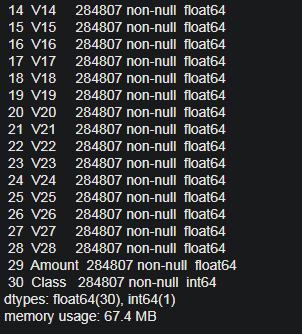 14 V14 284807 non-null float64
15 V15 284807 non-null float64
16 V16 284807 non-null float64
17 V17 284807 non-null float64
18 V18 284807 non-null float64
19 V19 284807 non-null float64
20 V20 284807 non-null float64
21 V21 284807 non-null float64
22 V22 284807 non-null float64
23 V23 284807 non-null float64
24 V24 284807 non-null float64
25 V25 284807 non-null float64
26 V26 284807 non-null float64
27 V27 284807 non-null float64
28 V28 284807 non-null float64
29 Amount 284807 non-null float64
30 Class 284807 non-null int64
dtypes: float64(30), int64(1)
memory usage: 67.4 MB